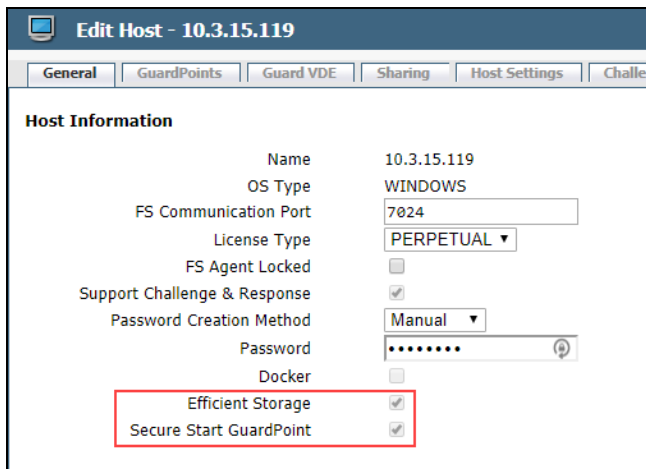 Edit Host - 10.3.15.119
General GuardPoints Guard VDE Sharing Host Settings Challe
Host Information
Name 10.3.15.119
OS Type WINDOWS
FS Communication Port 7024
License Type PERPETUAL
FS Agent Locked
Support Challenge & Response
Password Creation Method Manual
Password ••••••••
Docker
Efficient Storage
Secure Start GuardPoint